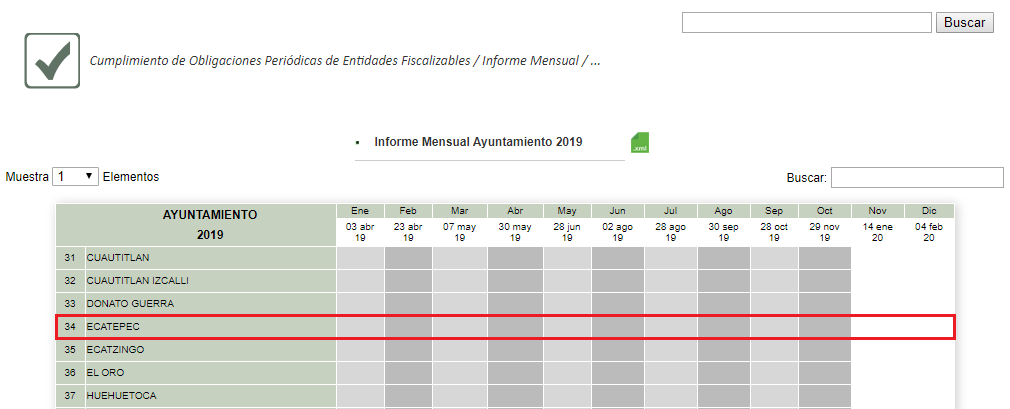 Buscar
Cumplimiento de Obligaciones Periódicas de Entidades Fiscalizables / Informe Mensual / ...
• Informe Mensual Ayuntamiento 2019 .xml
Muestra 1 Elementos Buscar:
AYUNTAMIENTO 2019 Ene Feb Mar Abr May Jun Jul Ago Sep Oct Nov Dic
03 abr 19 23 abr 19 07 may 19 30 may 19 28 jun 19 02 ago 19 28 ago 19 30 sep 19 28 oct 19 29 nov 19 14 ene 20 04 feb 20
31 CUAUTITLAN
32 CUAUTITLAN IZCALLI
33 DONATO GUERRA
34 ECATEPEC
35 ECATZINGO
36 EL ORO
37 HUEHUETOCA